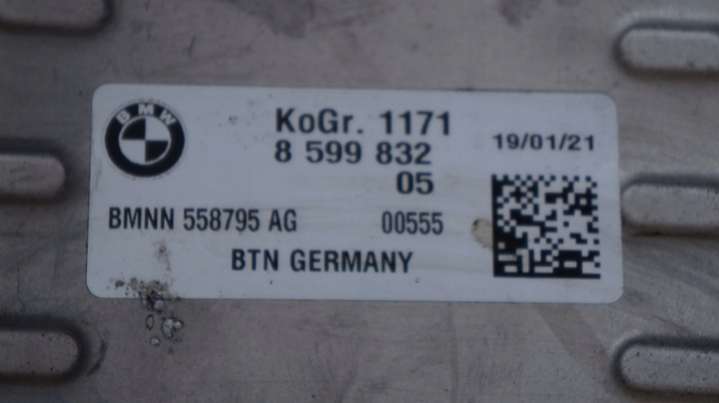 BMW
KoGr. 1171
8 599 832
19/01/21
05
BMNN 558795 AG 00555
BTN GERMANY